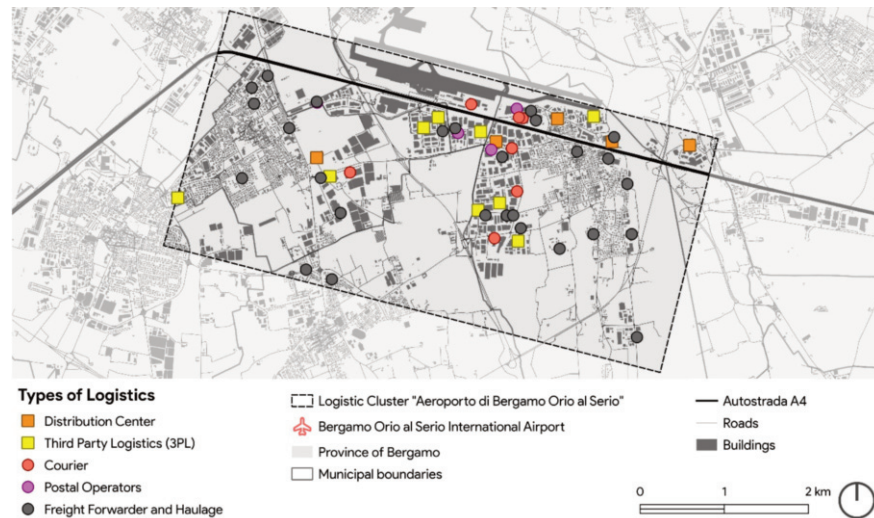 Types of Logistics
Distribution Center
Third Party Logistics (3PL)
Courier
Postal Operators
Freight Forwarder and Haulage
Logistic Cluster "Aeroporto di Bergamo Orio al Serio"
Bergamo Orio al Serio International Airport
Province of Bergamo
Municipal boundaries
Autostrada A4
Roads
Buildings
0 1 2 km